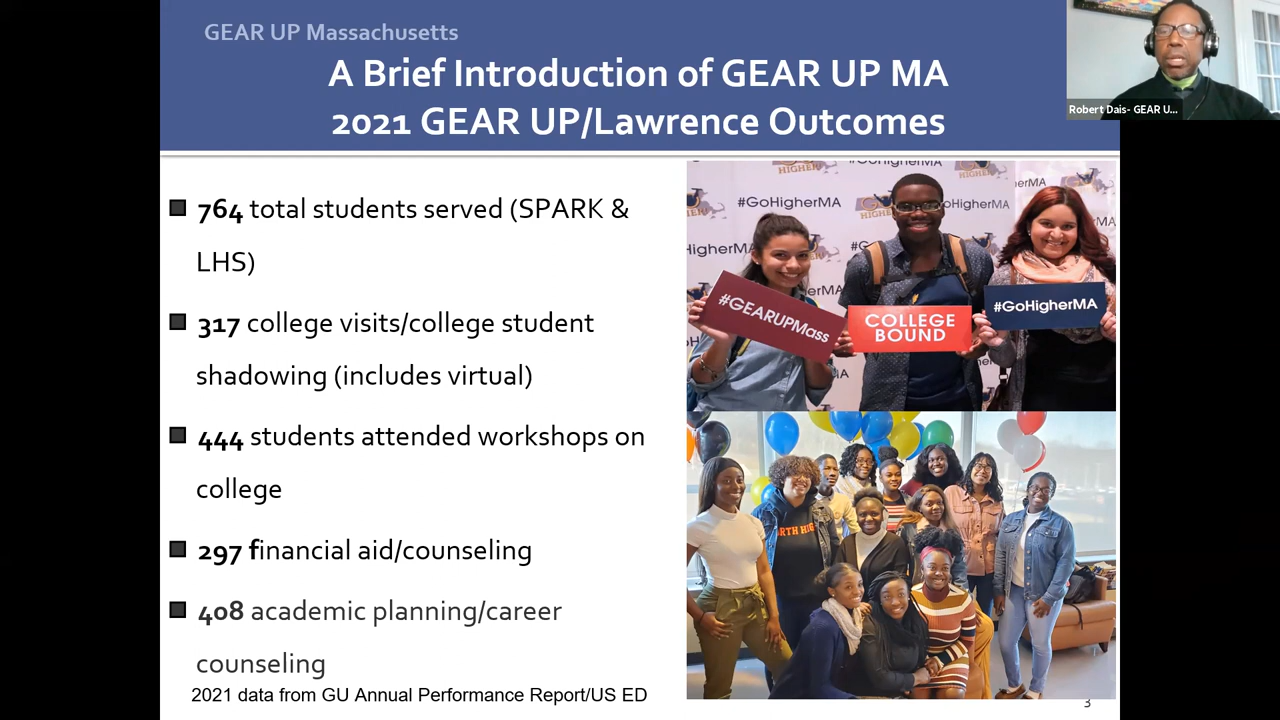 GEAR UP Massachusetts
A Brief Introduction of GEAR UP MA
2021 GEAR UP/Lawrence Outcomes
Robert Dais- GEAR U...
764 total students served (SPARK &
LHS)
317 college visits/college student
shadowing (includes virtual)
444 students attended workshops on
college
297 financial aid/counseling
408 academic planning/career
counseling
2021 data from GU Annual Performance Report/US ED
#GoHigherMA
HIGHER!
#GoHigherMA
#GEARUPMass
COLLEGE
BOUND
#GoHigherMA
3